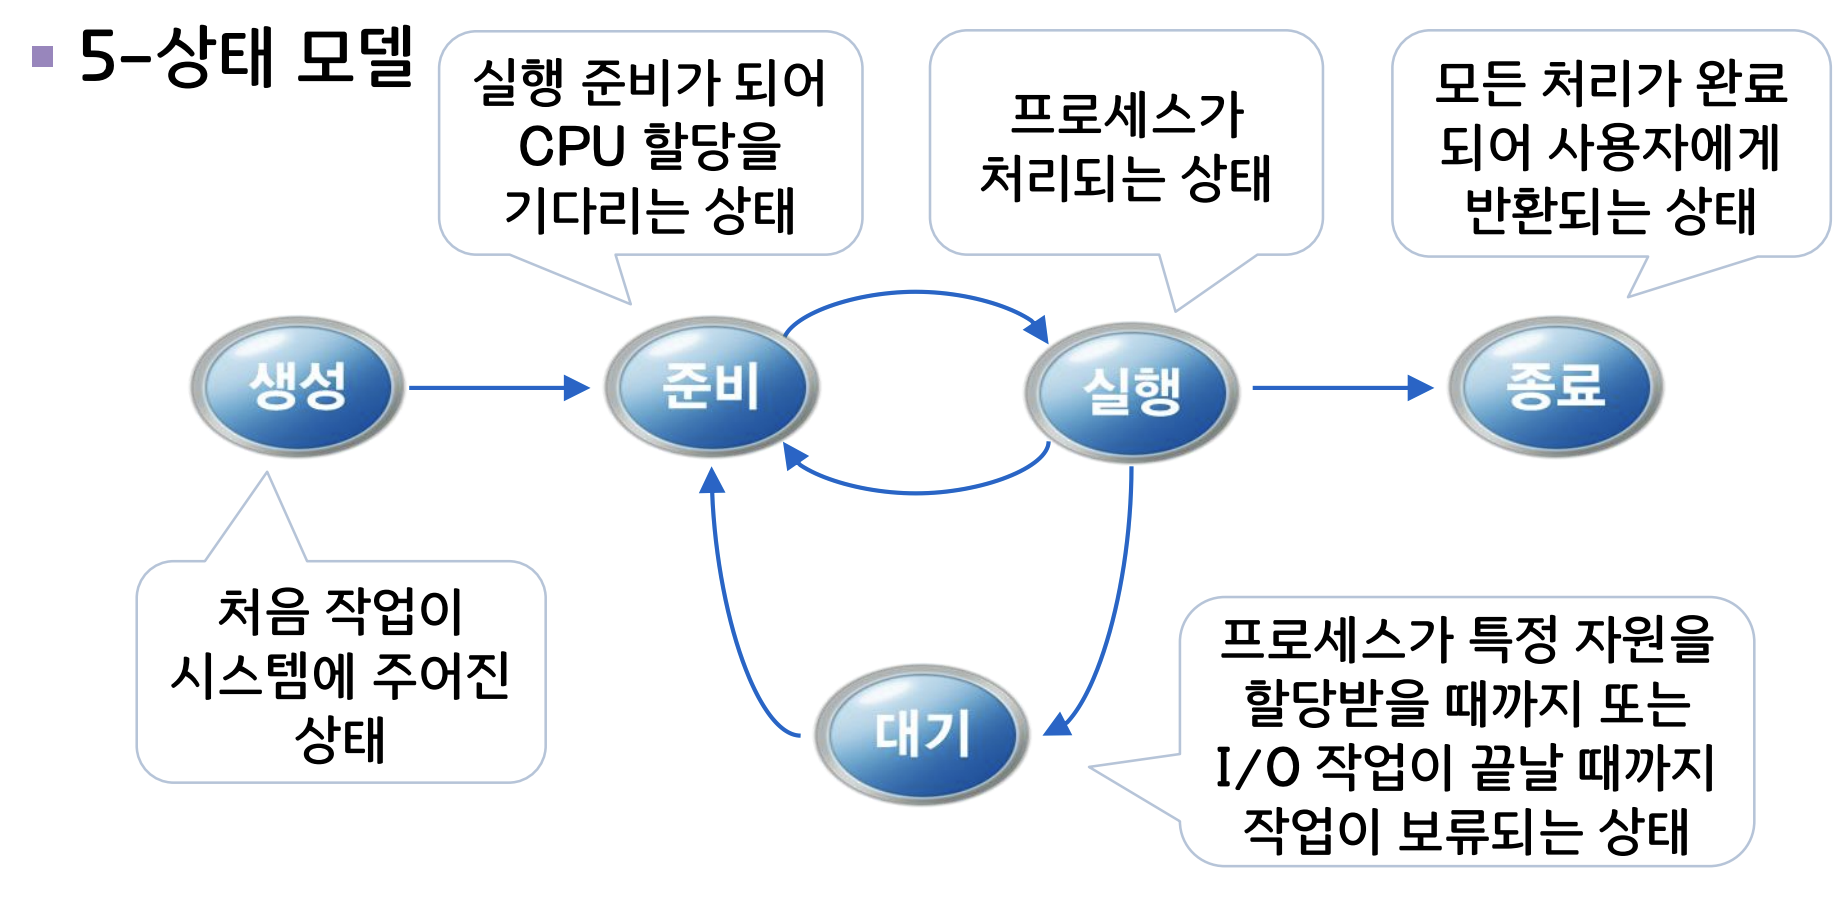 5-상태 모델
실행 준비가 되어
CPU 할당을
기다리는 상태
프로세스가
처리되는 상태
모든 처리가 완료
되어 사용자에게
반환되는 상태
생성
준비
실행
종료
처음 작업이
시스템에 주어진
상태
대기
프로세스가 특정 자원을
할당받을 때까지 또는
I/O 작업이 끝날 때까지
작업이 보류되는 상태